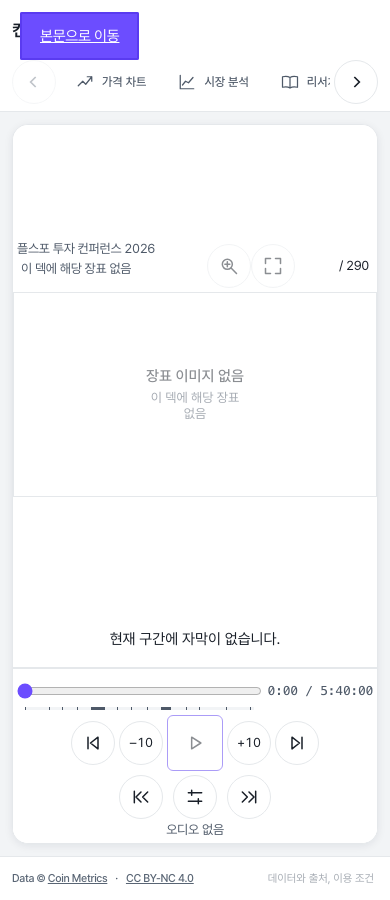 본문으로 이동
가격 차트
시장 분석
리서
플스포 투자 컨퍼런스 2026
이 덱에 해당 장표 없음
/ 290
장표 이미지 없음
이 덱에 해당 장표
없음
현재 구간에 자막이 없습니다.
0:00 / 5:40:00
−10
+10
오디오 없음
Data © Coin Metrics · CC BY-NC 4.0
데이터와 출처, 이용 조건